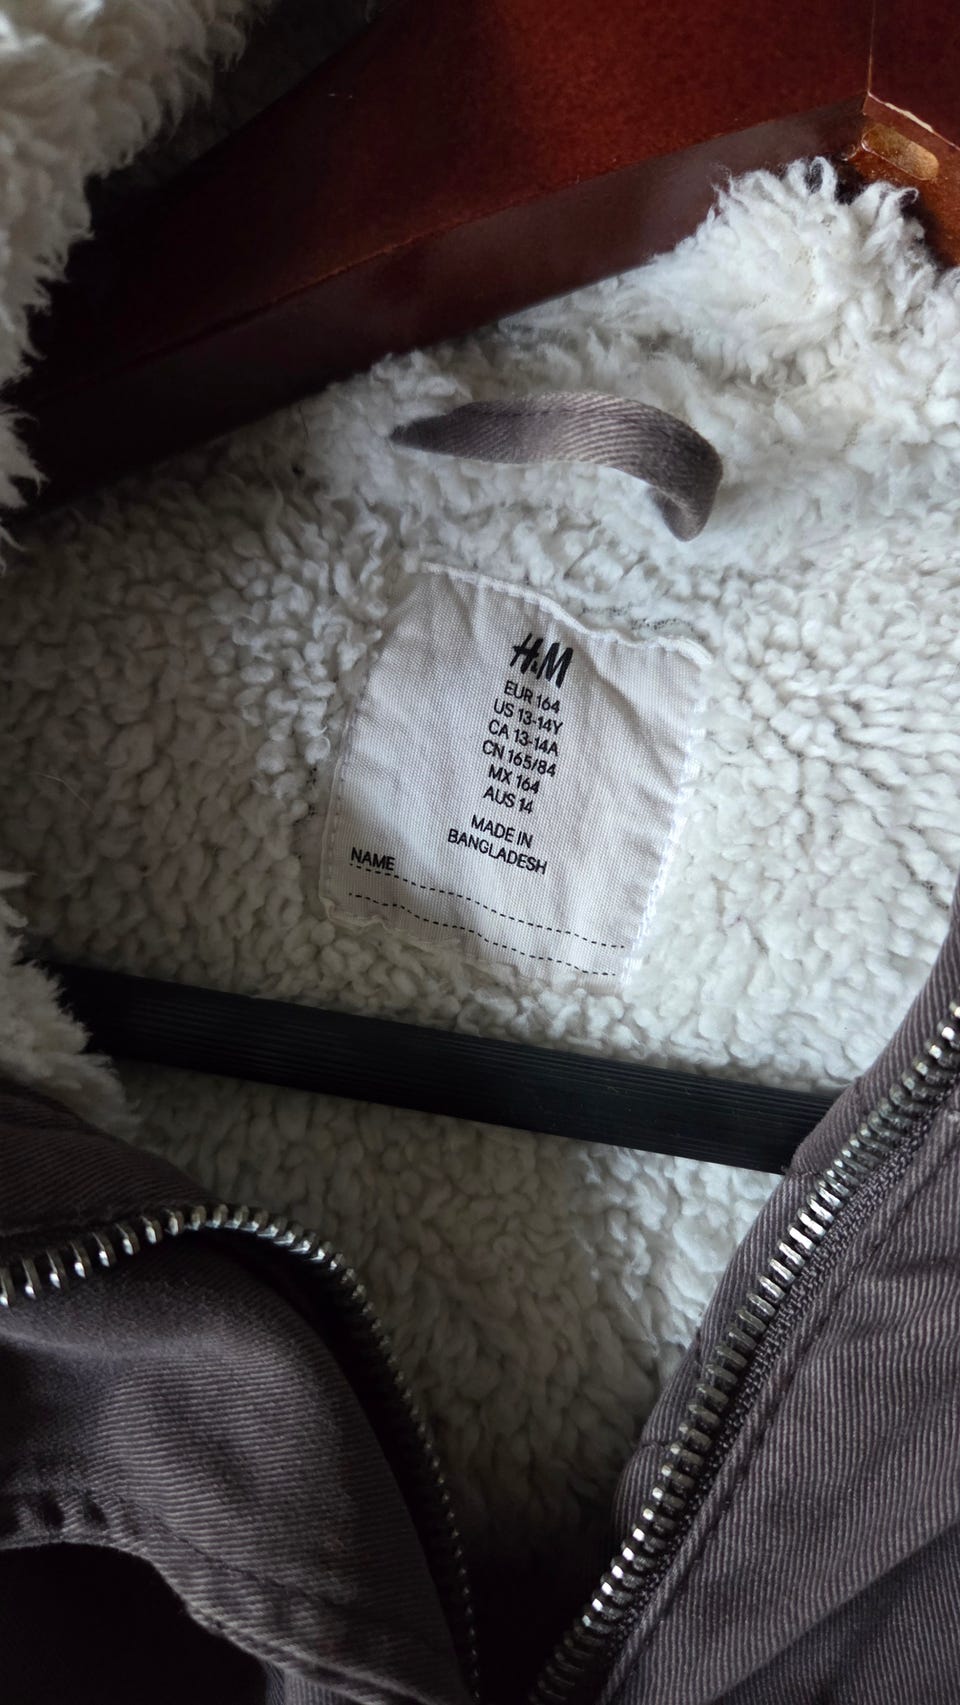 H&M
EUR 164
US 13-14Y
CA 13-14A
CN 165/84
MX 164
AUS 14
MADE IN
BANGLADESH
NAME